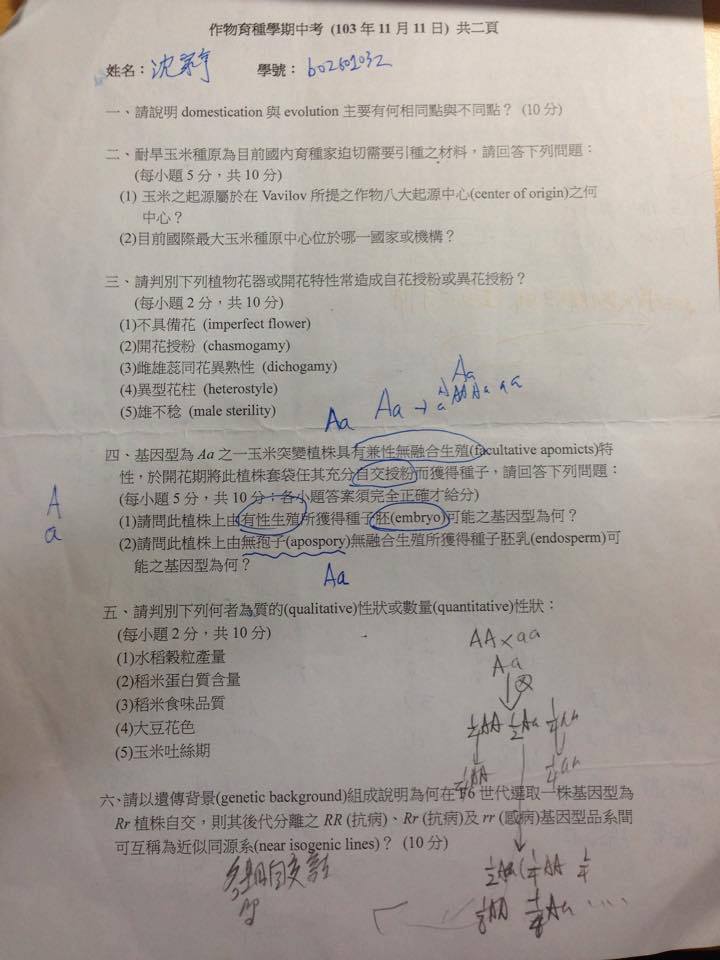 作物育種學期中考 (103 年 11 月 11 日) 共二頁
姓名： 學號： b02601032
一、請說明 domestication 與 evolution 主要有何相同點與不同點？ (10 分)
二、耐旱玉米種原為目前國內育種家迫切需要引種之材料，請回答下列問題：
(每小題 5 分，共 10 分)
(1) 玉米之起源屬於在 Vavilov 所提之作物八大起源中心(center of origin)之何
中心？
(2)目前國際最大玉米種原中心位於哪一國家或機構？
三、請判別下列植物花器或開花特性常造成自花授粉或異花授粉？
(每小題 2 分，共 10 分)
(1)不具備花 (imperfect flower)
(2)開花授粉 (chasmogamy)
(3)雌雄蕊同花異熟性 (dichogamy)
(4)異型花柱 (heterostyle)
(5)雄不稔 (male sterility)
Aa
Aa Aa → A AA Aa aa
a
四、基因型為 Aa 之一玉米突變植株具有兼性無融合生殖(facultative apomicts)特
性，於開花期將此植株套袋任其充分自交授粉而獲得種子，請回答下列問題：
(每小題 5 分，共 10 分；各小題答案須完全正確才給分)
A
a
(1)請問此植株上由有性生殖所獲得種子胚(embryo)可能之基因型為何？
(2)請問此植株上由無孢子(apospory)無融合生殖所獲得種子胚乳(endosperm)可
能之基因型為何？
Aa
五、請判別下列何者為質的(qualitative)性狀或數量(quantitative)性狀：
(每小題 2 分，共 10 分)
(1)水稻穀粒產量
(2)稻米蛋白質含量
(3)稻米食味品質
(4)大豆花色
(5)玉米吐絲期
AA × aa
Aa
⊗
1/4 AA 1/2 Aa 1/4 aa
1/4 AA 1/4 aa
六、請以遺傳背景(genetic background)組成說明為何在 F6 世代選取一株基因型為
Rr 植株自交，則其後代分離之 RR (抗病)、Rr (抗病)及 rr (感病)基因型品系間
可互稱為近似同源系(near isogenic lines)？ (10 分)
1/2 Aa (1/4 AA 1/4
1/8 AA 1/4 Aa ....